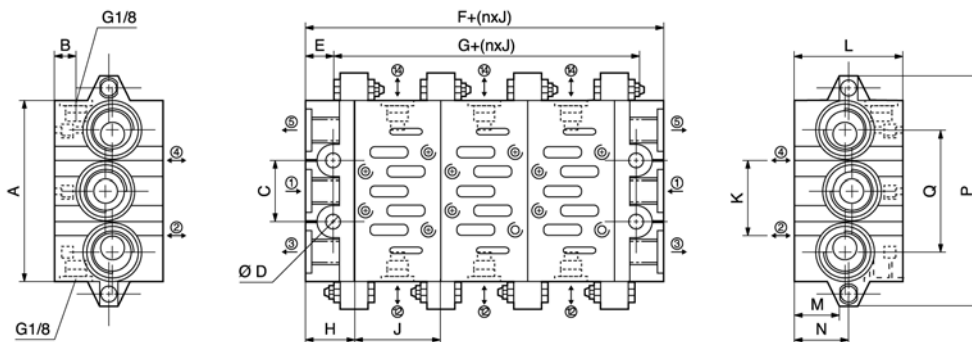 G1/8
B
A
④
②
G1/8
F+(nxJ)
E
G+(nxJ)
⑭ ⑭ ⑭
⑤ ⑤
① ①
③ ③
C
Ø D
⑫ ⑫ ⑫
H
J
L
④
②
K
Q
P
M
N